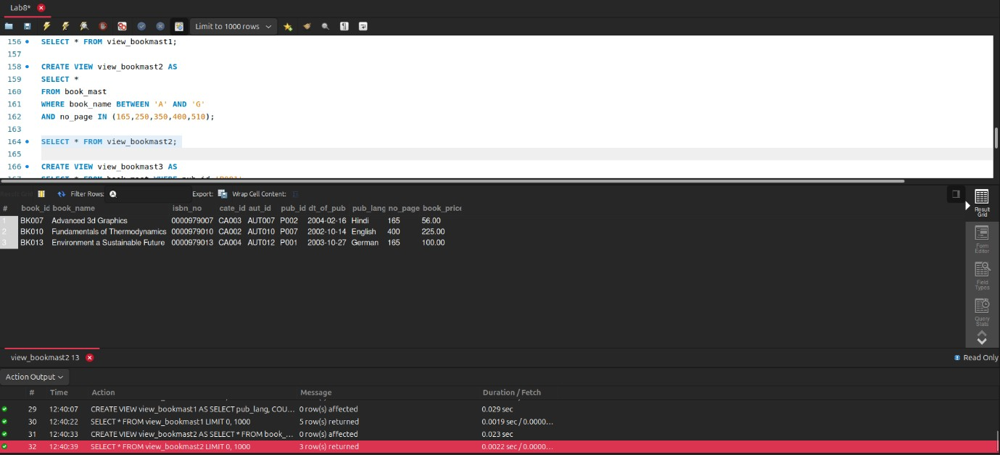 Lab8*
Limit to 1000 rows
156 SELECT * FROM view_bookmast1;
157
158 CREATE VIEW view_bookmast2 AS
159 SELECT *
160 FROM book_mast
161 WHERE book_name BETWEEN 'A' AND 'G'
162 AND no_page IN (165,250,350,400,510);
163
164 SELECT * FROM view_bookmast2;
165
166 CREATE VIEW view_bookmast3 AS
167 SELECT * FROM book_mast WHERE pub_id
Result Grid Filter Rows: Export: Wrap Cell Content:
# book_id book_name isbn_no cate_id aut_id pub_id dt_of_pub pub_lang no_page book_price
1 BK007 Advanced 3d Graphics 0000979007 CA003 AUT007 P002 2004-02-16 Hindi 165 56.00
2 BK010 Fundamentals of Thermodynamics 0000979010 CA002 AUT010 P007 2002-10-14 English 400 225.00
3 BK013 Environment a Sustainable Future 0000979013 CA004 AUT012 P001 2003-10-27 German 165 100.00
Result
Grid
Form
Editor
Field
Types
Query
Stats
view_bookmast2 13
Read Only
Action Output
# Time Action Message Duration / Fetch
29 12:40:07 CREATE VIEW view_bookmast1 AS SELECT pub_lang, COU... 0 row(s) affected 0.029 sec
30 12:40:22 SELECT * FROM view_bookmast1 LIMIT 0, 1000 5 row(s) returned 0.0019 sec / 0.0000...
31 12:40:33 CREATE VIEW view_bookmast2 AS SELECT * FROM book_... 0 row(s) affected 0.023 sec
32 12:40:39 SELECT * FROM view_bookmast2 LIMIT 0, 1000 3 row(s) returned 0.0022 sec / 0.0000...